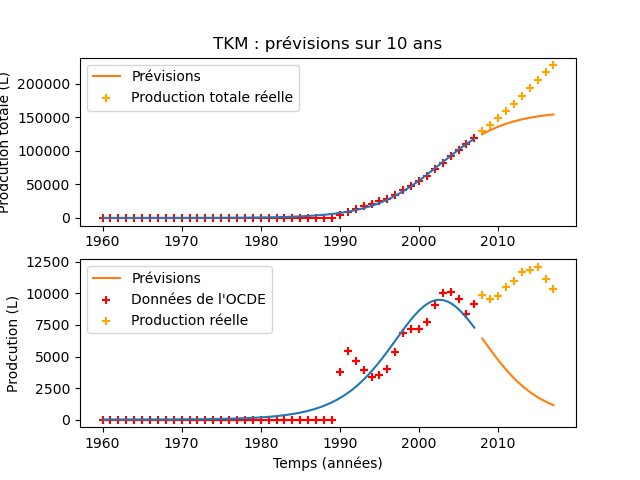 TKM : prévisions sur 10 ans
Prodcution totale (L)
200000
150000
100000
50000
0
Prévisions
Production totale réelle
1960 1970 1980 1990 2000 2010
Prodcution (L)
12500
10000
7500
5000
2500
0
Prévisions
Données de l'OCDE
Production réelle
1960 1970 1980 1990 2000 2010
Temps (années)